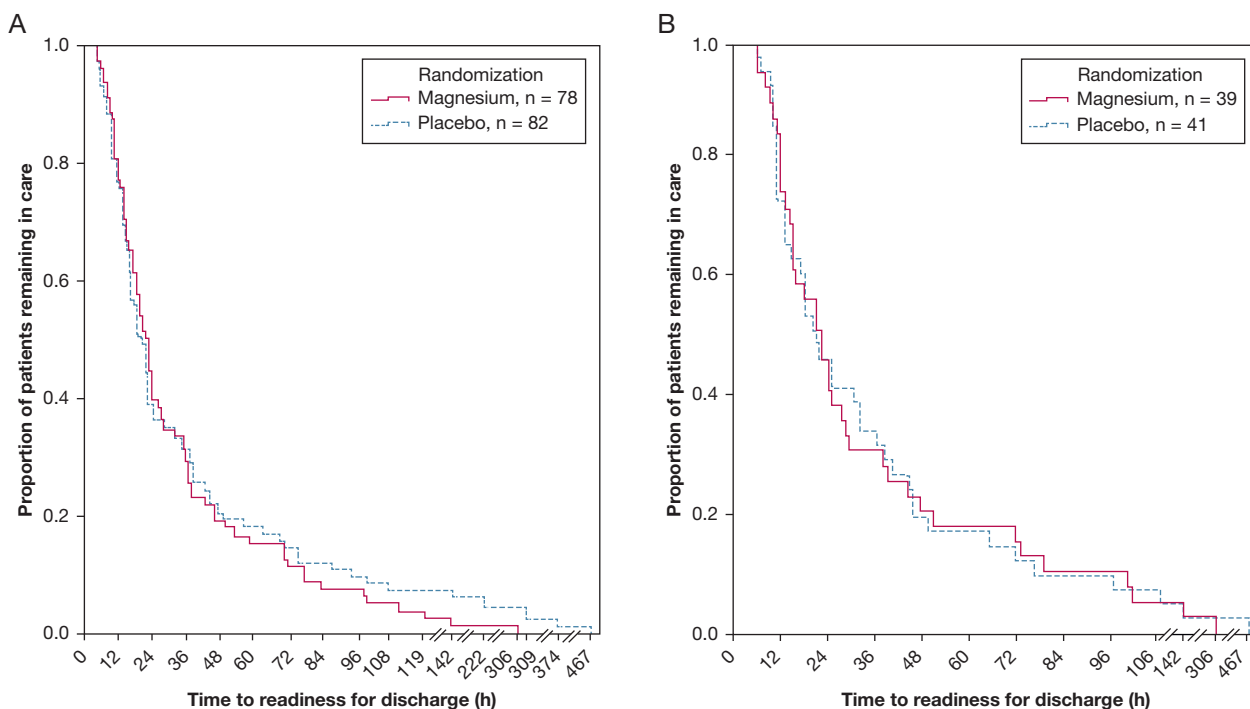 A
1.0
0.8
0.6
0.4
0.2
0.0
Proportion of patients remaining in care
Randomization
Magnesium, n = 78
Placebo, n = 82
0 12 24 36 48 60 72 84 96 108 119 142 222 306 309 374 467
Time to readiness for discharge (h)
B
1.0
0.8
0.6
0.4
0.2
0.0
Proportion of patients remaining in care
Randomization
Magnesium, n = 39
Placebo, n = 41
0 12 24 36 48 60 72 84 96 106 142 306 467
Time to readiness for discharge (h)